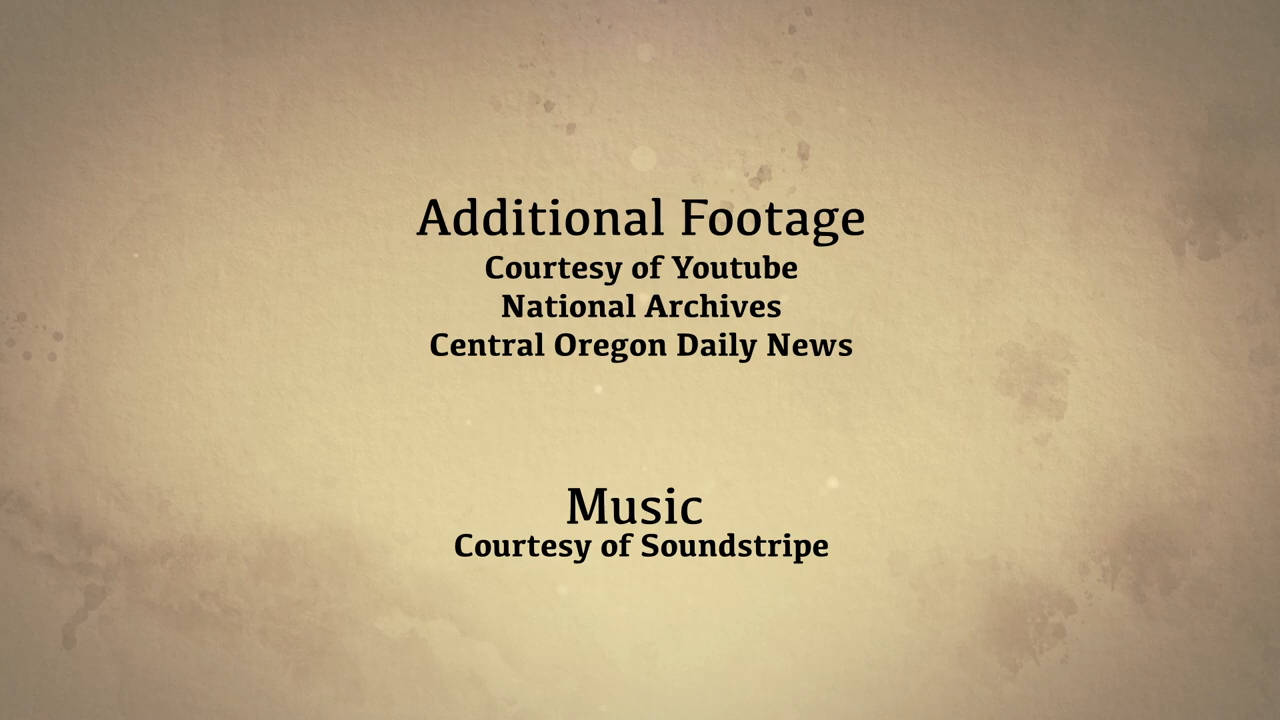 Additional Footage
Courtesy of Youtube
National Archives
Central Oregon Daily News
Music
Courtesy of Soundstripe